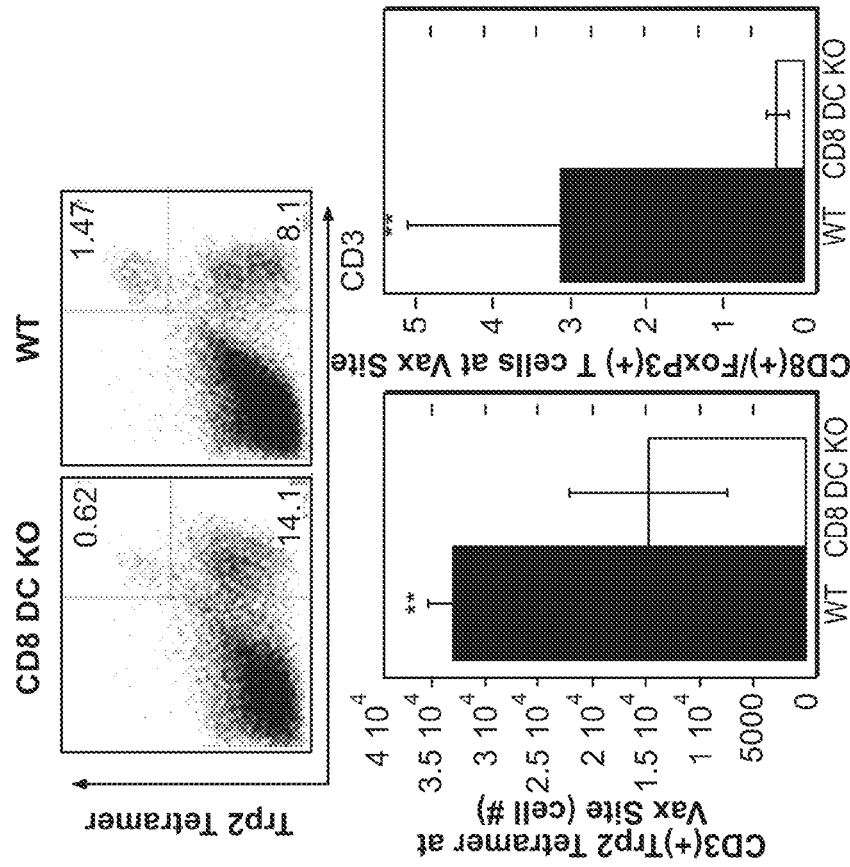 CD8 DC KO
WT
Trp2 Tetramer
0.62
14.1
1.47
8.1
CD3
CD3(+)Trp2 Tetramer at
Vax Site (cell #)
4 10⁴
3.5 10⁴
3 10⁴
2.5 10⁴
2 10⁴
1.5 10⁴
1 10⁴
5000
0
**
WT
CD8 DC KO
CD8(+)/FoxP3(+) T cells at Vax Site
5
4
3
2
1
0
**
WT
CD8 DC KO